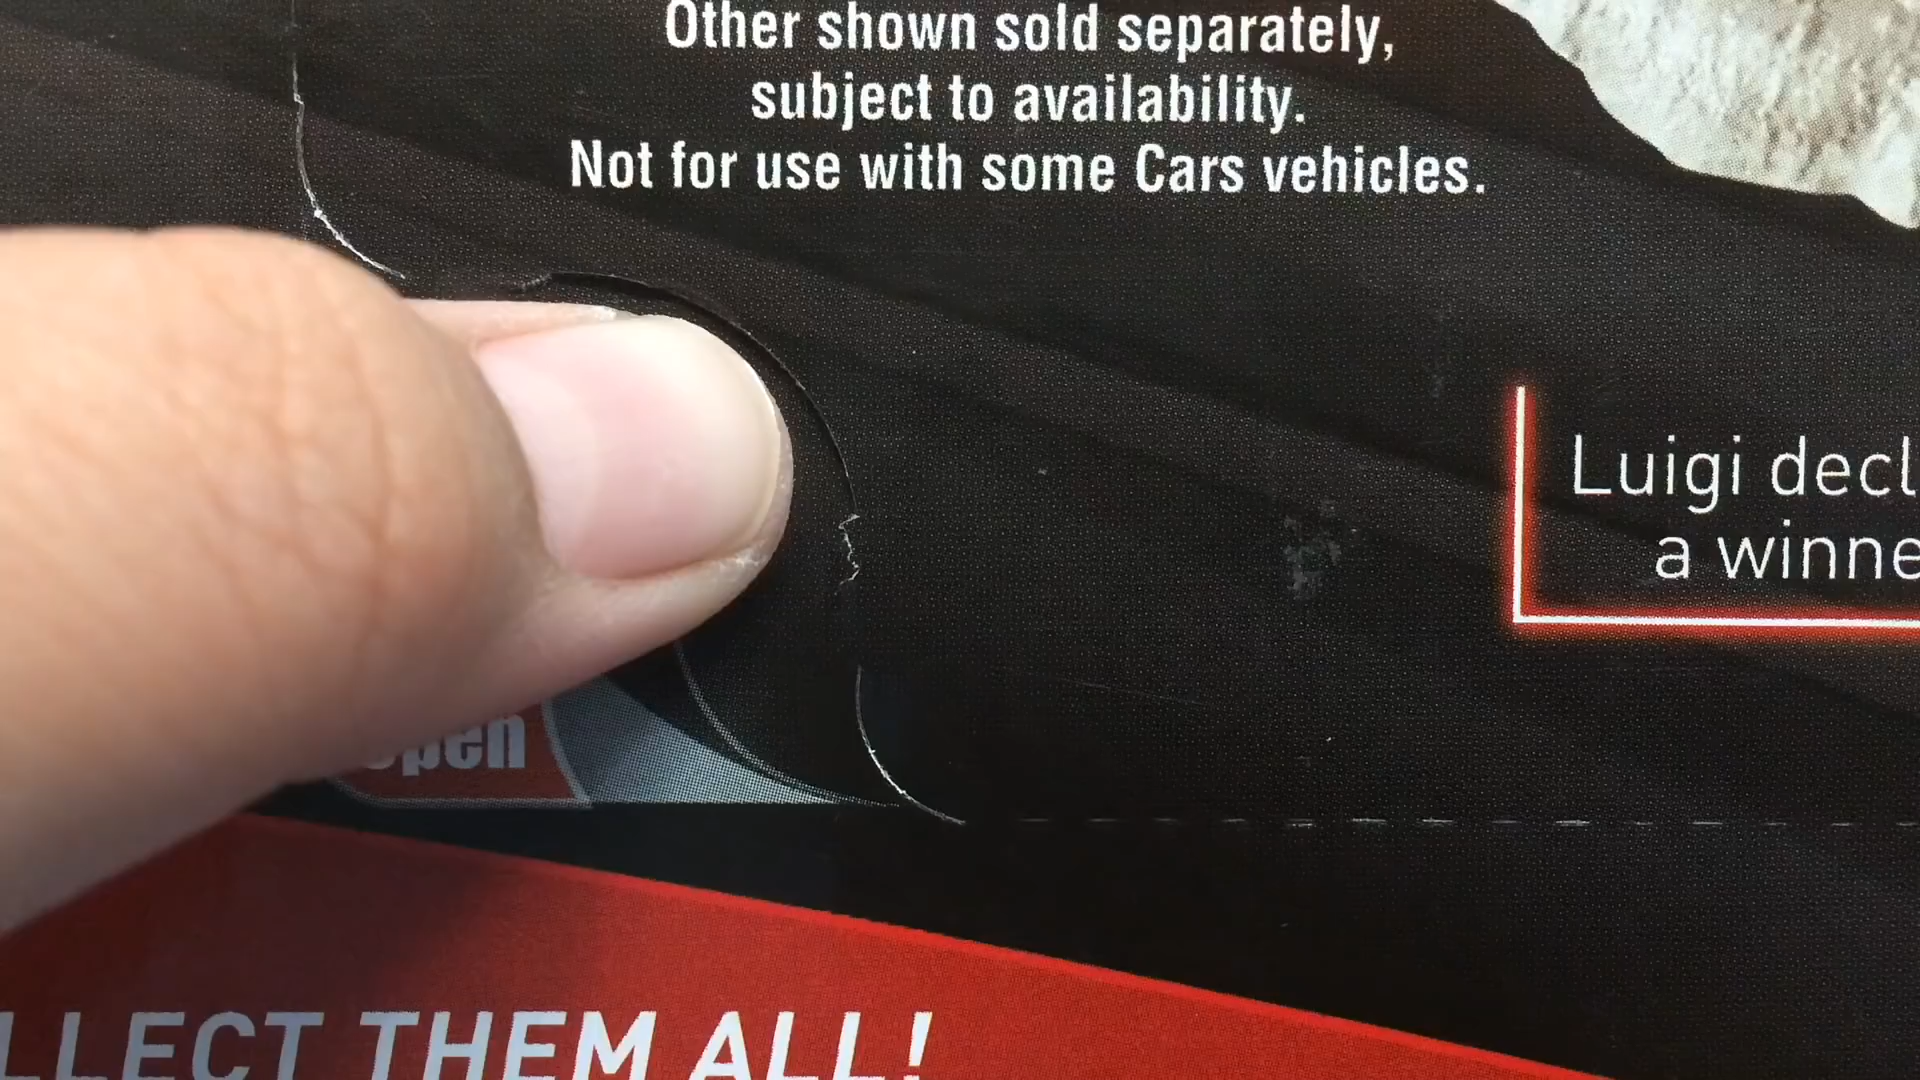 Other shown sold separately,
subject to availability.
Not for use with some Cars vehicles.
Luigi decl
a winne
open
LLECT THEM ALL!